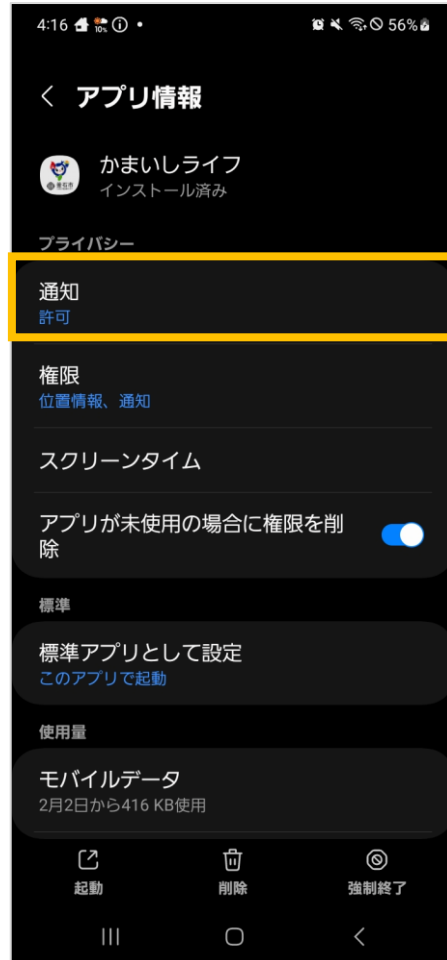 4:16 10% 56%
アプリ情報
かまいしライフ
インストール済み
プライバシー
通知
許可
権限
位置情報、通知
スクリーンタイム
アプリが未使用の場合に権限を削
除
標準
標準アプリとして設定
このアプリで起動
使用量
モバイルデータ
2月2日から416 KB使用
起動 削除 強制終了